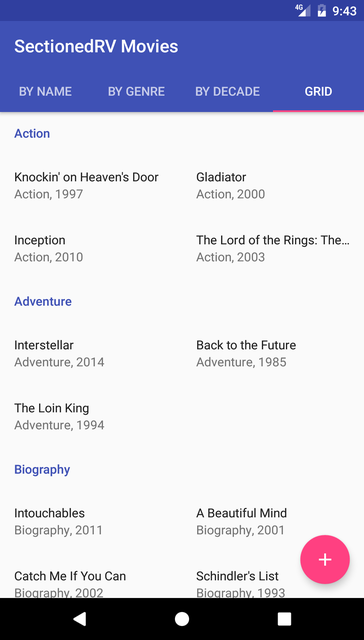 4G 9:43
SectionedRV Movies
BY NAME BY GENRE BY DECADE GRID
Action
Knockin' on Heaven's Door Gladiator
Action, 1997 Action, 2000
Inception The Lord of the Rings: The...
Action, 2010 Action, 2003
Adventure
Interstellar Back to the Future
Adventure, 2014 Adventure, 1985
The Loin King
Adventure, 1994
Biography
Intouchables A Beautiful Mind
Biography, 2011 Biography, 2001
Catch Me If You Can Schindler's List
Biography, 2002 Biography, 1993